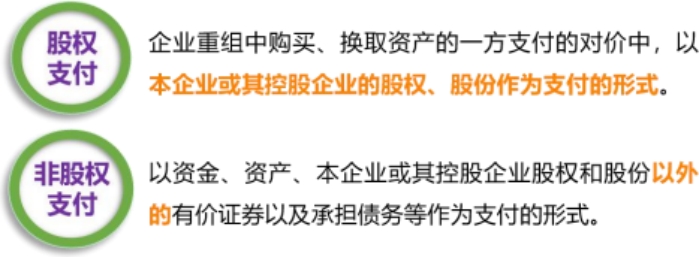 股权
支付
企业重组中购买、换取资产的一方支付的对价中，以
本企业或其控股企业的股权、股份作为支付的形式。
非股权
支付
以资金、资产、本企业或其控股企业股权和股份以外
的有价证券以及承担债务等作为支付的形式。